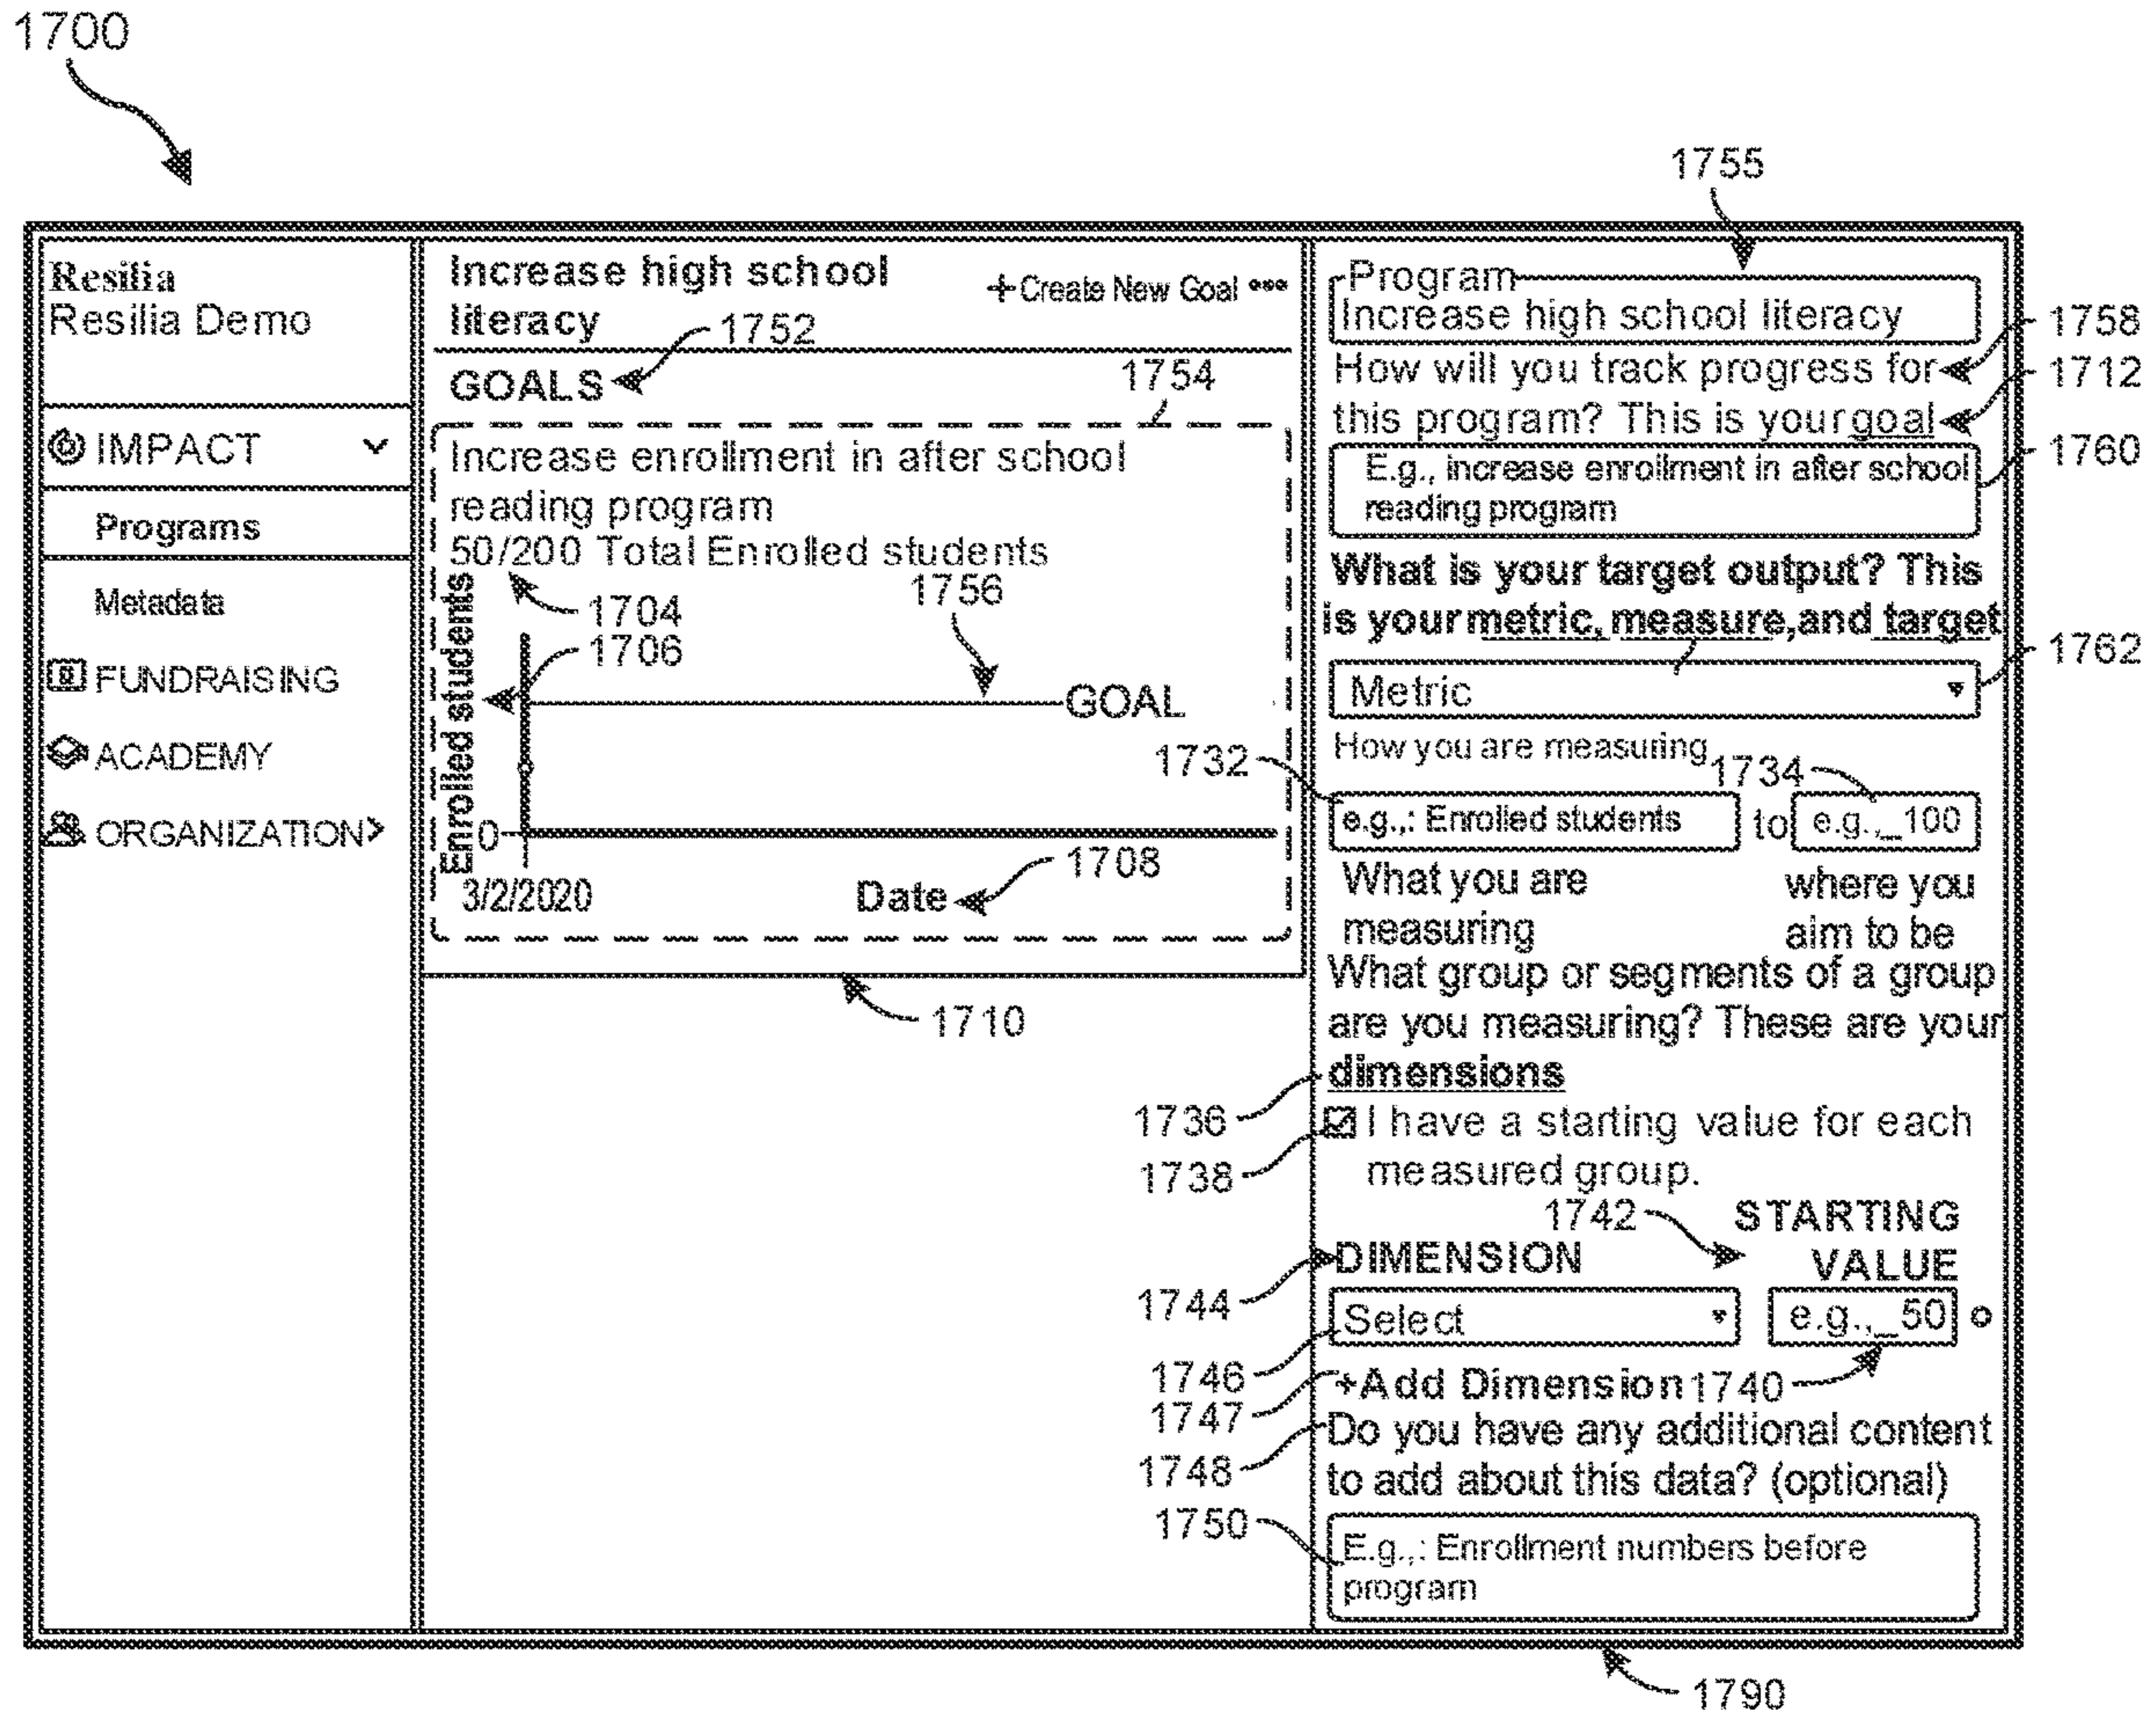 1700
1755
Resilia
Resilia Demo
IMPACT
Programs
Metadata
FUNDRAISING
ACADEMY
ORGANIZATION
Increase high school
literacy
+Create New Goal •••
1752
GOALS
1754
Increase enrollment in after school
reading program
50/200 Total Enrolled students
1704
1756
1706
Enrolled students
GOAL
0
3/2/2020
Date
1708
1710
Program
Increase high school literacy
1758
How will you track progress for
1712
this program? This is your goal
1760
E.g., increase enrollment in after school
reading program
What is your target output? This
is your metric, measure,and target
1762
Metric
How you are measuring
1732
1734
e.g.,: Enrolled students
to
e.g.,_100
What you are
measuring
where you
aim to be
What group or segments of a group
are you measuring? These are your
dimensions
1736
I have a starting value for each
measured group.
1738
1742
STARTING
VALUE
DIMENSION
1744
Select
e.g.,_50
1746
+Add Dimension
1740
1747
Do you have any additional content
to add about this data? (optional)
1748
1750
E.g.,: Enrollment numbers before
program
1790